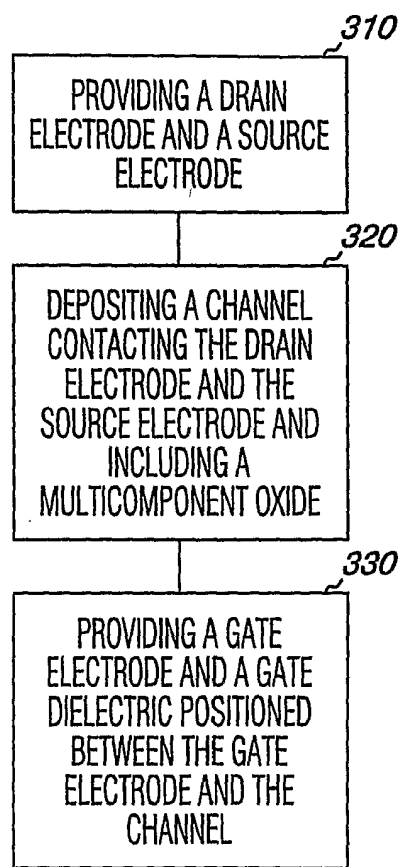 310
PROVIDING A DRAIN
ELECTRODE AND A SOURCE
ELECTRODE
320
DEPOSITING A CHANNEL
CONTACTING THE DRAIN
ELECTRODE AND THE
SOURCE ELECTRODE AND
INCLUDING A
MULTICOMPONENT OXIDE
330
PROVIDING A GATE
ELECTRODE AND A GATE
DIELECTRIC POSITIONED
BETWEEN THE GATE
ELECTRODE AND THE
CHANNEL